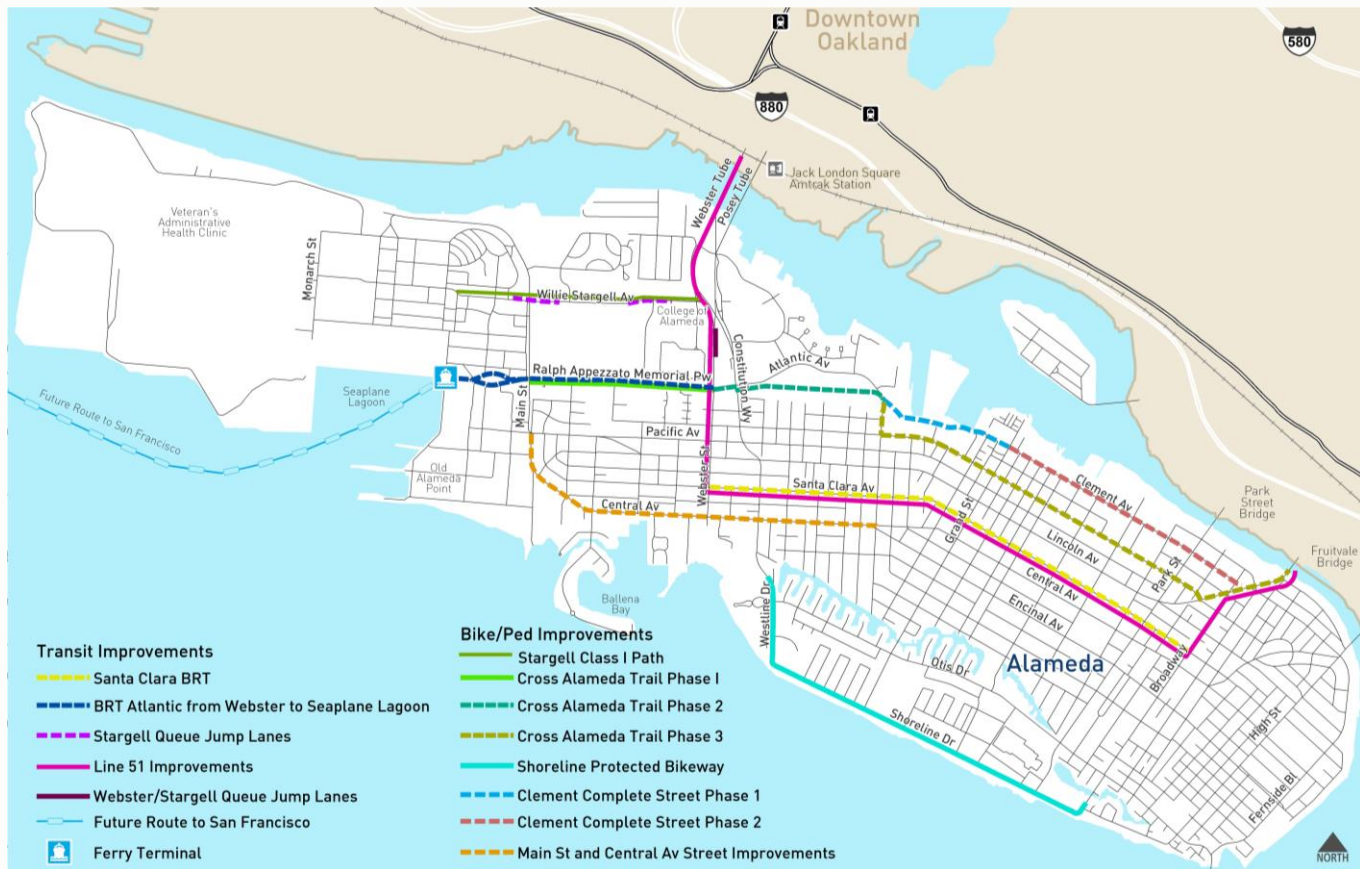 Downtown
Oakland
580
880
Jack London Square
Amtrak Station
Webster Tube
Posey Tube
Veteran's
Administrative
Health Clinic
Monarch St
Willie Stargell Av
College of
Alameda
Constitution Wy
Atlantic Av
Ralph Appezzato Memorial Pw
Seaplane
Lagoon
Main St
Future Route to San Francisco
Pacific Av
Old
Alameda
Point
Webster St
Santa Clara Av
Central Av
Grand St
Clement Av
Park
Street
Bridge
Fruitvale
Bridge
Lincoln Av
Park St
Central Av
Encinal Av
Ballena
Bay
Westline Dr
Otis Dr
Alameda
Broadway
High St
Shoreline Dr
Fernside Bl
NORTH
Transit Improvements
Santa Clara BRT
BRT Atlantic from Webster to Seaplane Lagoon
Stargell Queue Jump Lanes
Line 51 Improvements
Webster/Stargell Queue Jump Lanes
Future Route to San Francisco
Ferry Terminal
Bike/Ped Improvements
Stargell Class I Path
Cross Alameda Trail Phase I
Cross Alameda Trail Phase 2
Cross Alameda Trail Phase 3
Shoreline Protected Bikeway
Clement Complete Street Phase 1
Clement Complete Street Phase 2
Main St and Central Av Street Improvements